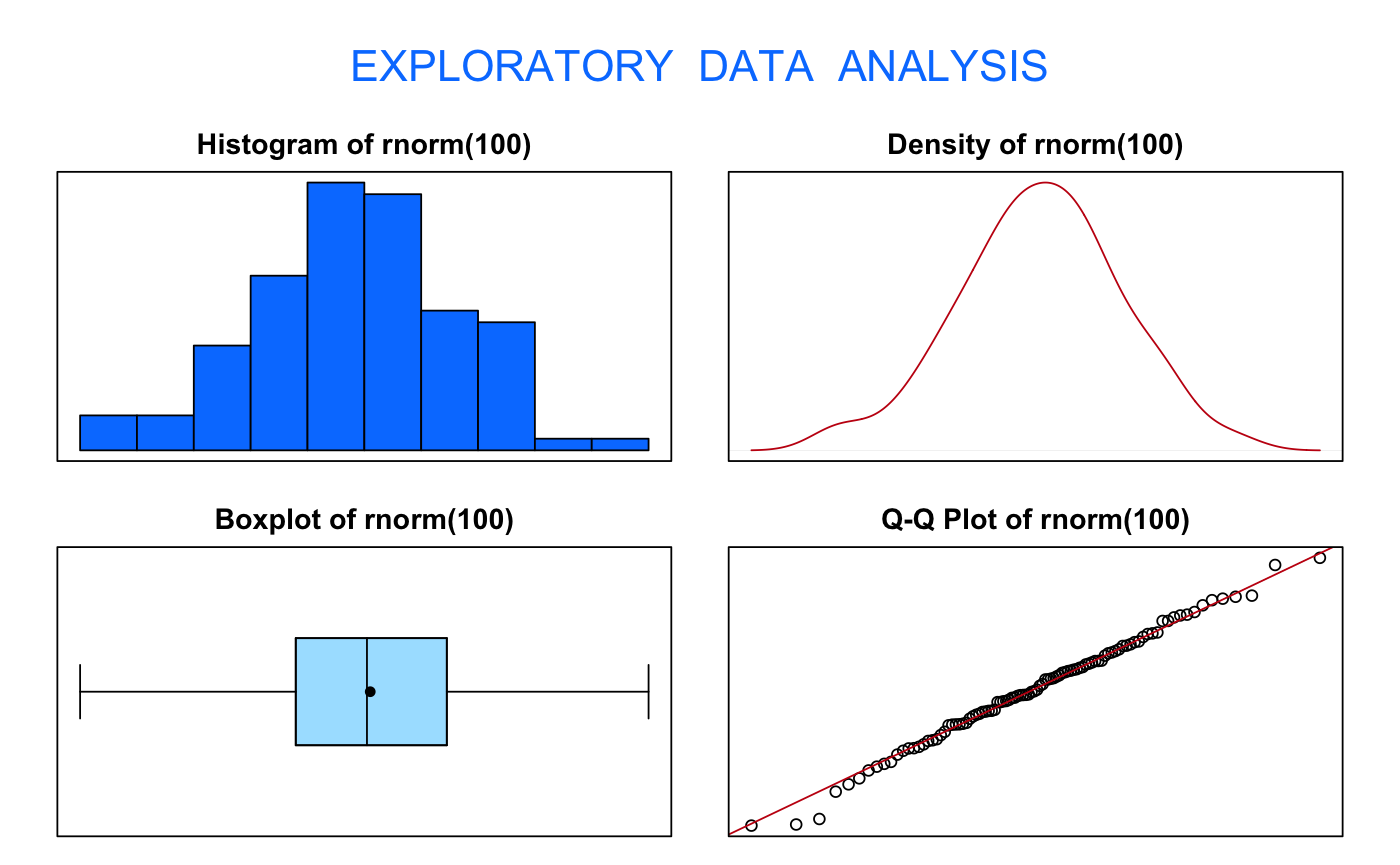 EXPLORATORY DATA ANALYSIS
Histogram of rnorm(100)
Density of rnorm(100)
Boxplot of rnorm(100)
Q-Q Plot of rnorm(100)